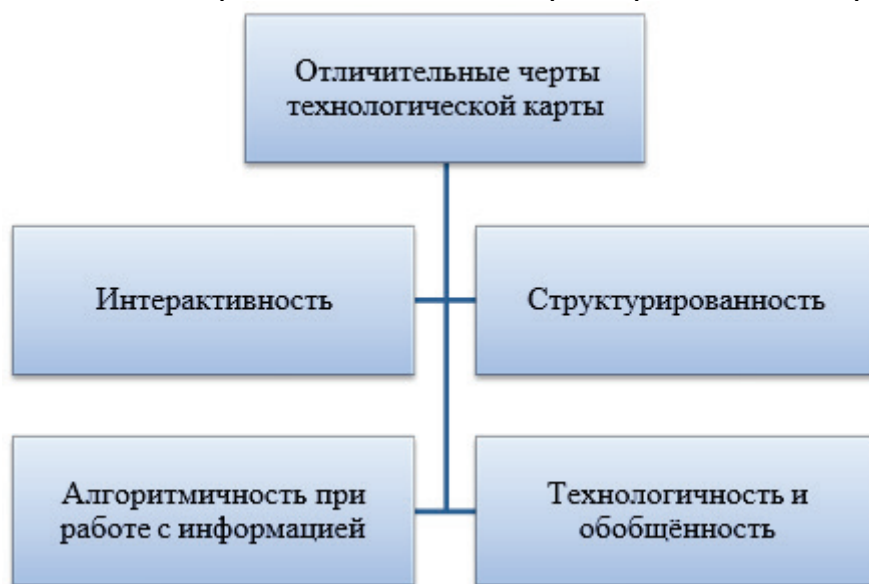 Отличительные черты
технологической карты
Интерактивность
Структурированность
Алгоритмичность при
работе с информацией
Технологичность и
обобщённость